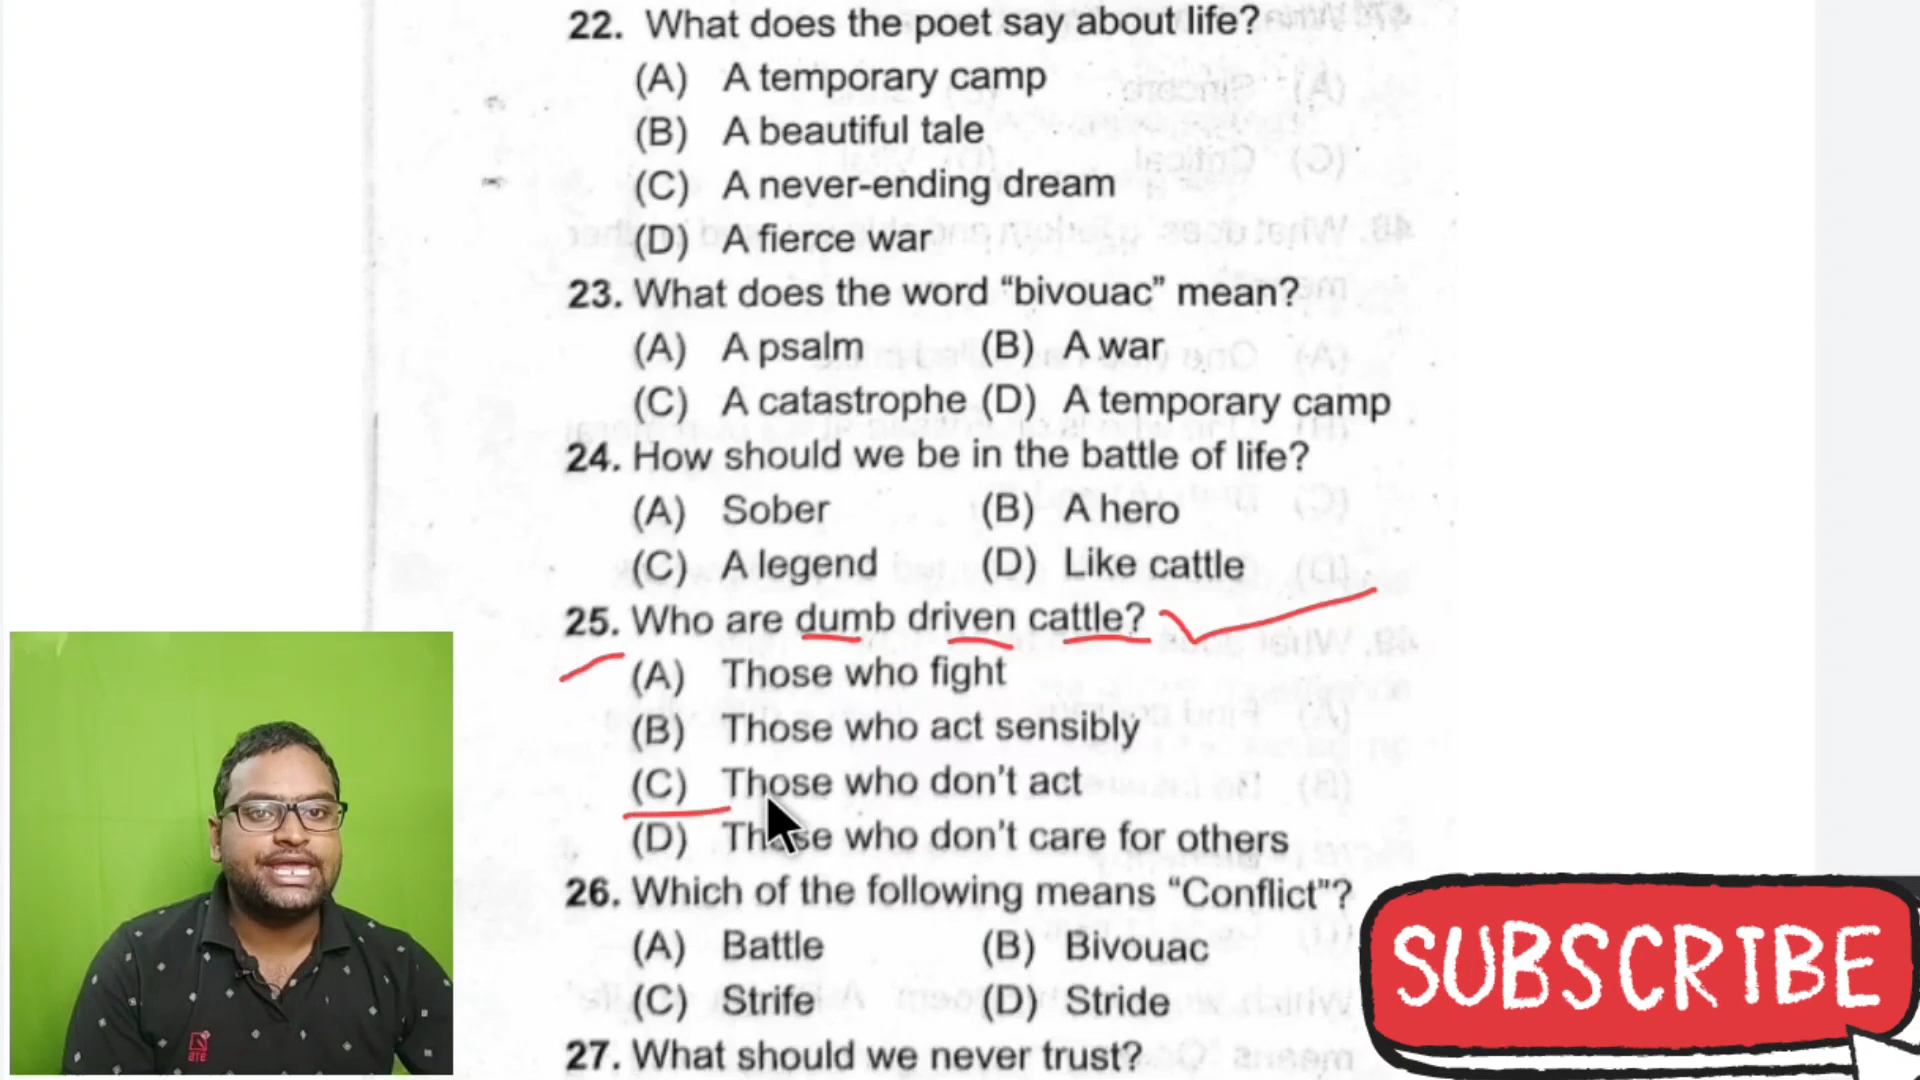 22. What does the poet say about life?
(A) A temporary camp
(B) A beautiful tale
(C) A never-ending dream
(D) A fierce war
23. What does the word “bivouac” mean?
(A) A psalm (B) A war
(C) A catastrophe (D) A temporary camp
24. How should we be in the battle of life?
(A) Sober (B) A hero
(C) A legend (D) Like cattle
25. Who are dumb driven cattle?
(A) Those who fight
(B) Those who act sensibly
(C) Those who don't act
(D) Those who don't care for others
26. Which of the following means “Conflict”?
(A) Battle (B) Bivouac
(C) Strife (D) Stride
27. What should we never trust?
SUBSCRIBE